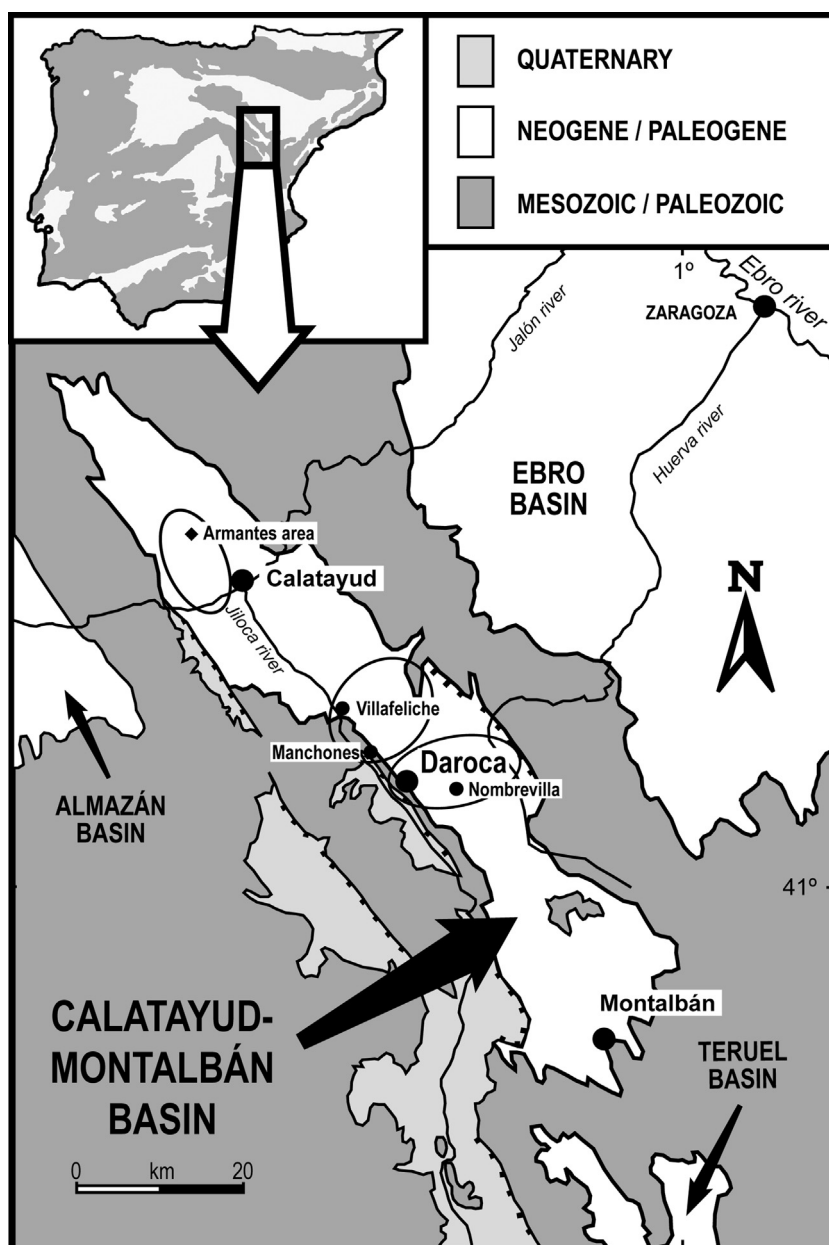 QUATERNARY
NEOGENE / PALEOGENE
MESOZOIC / PALEOZOIC
1º
Ebro river
ZARAGOZA
Jalón river
Huerva river
EBRO
BASIN
Armantes area
Calatayud
Jiloca river
N
Villafeliche
Manchones
Daroca
Nombrevilla
ALMAZÁN
BASIN
41º
CALATAYUD-
MONTALBÁN
BASIN
Montalbán
TERUEL
BASIN
0 km 20